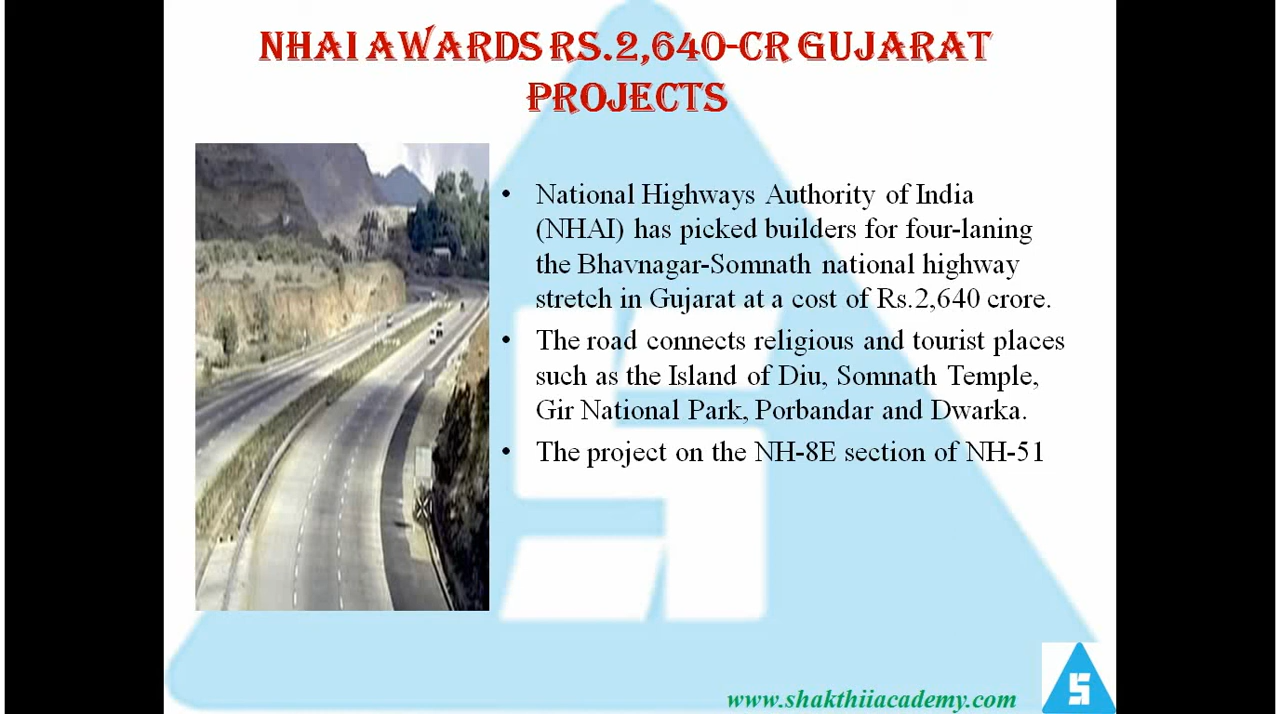 NHAI AWARDS RS.2,640-CR GUJARAT
PROJECTS
• National Highways Authority of India
(NHAI) has picked builders for four-laning
the Bhavnagar-Somnath national highway
stretch in Gujarat at a cost of Rs.2,640 crore.
• The road connects religious and tourist places
such as the Island of Diu, Somnath Temple,
Gir National Park, Porbandar and Dwarka.
• The project on the NH-8E section of NH-51
www.shakthiiacademy.com